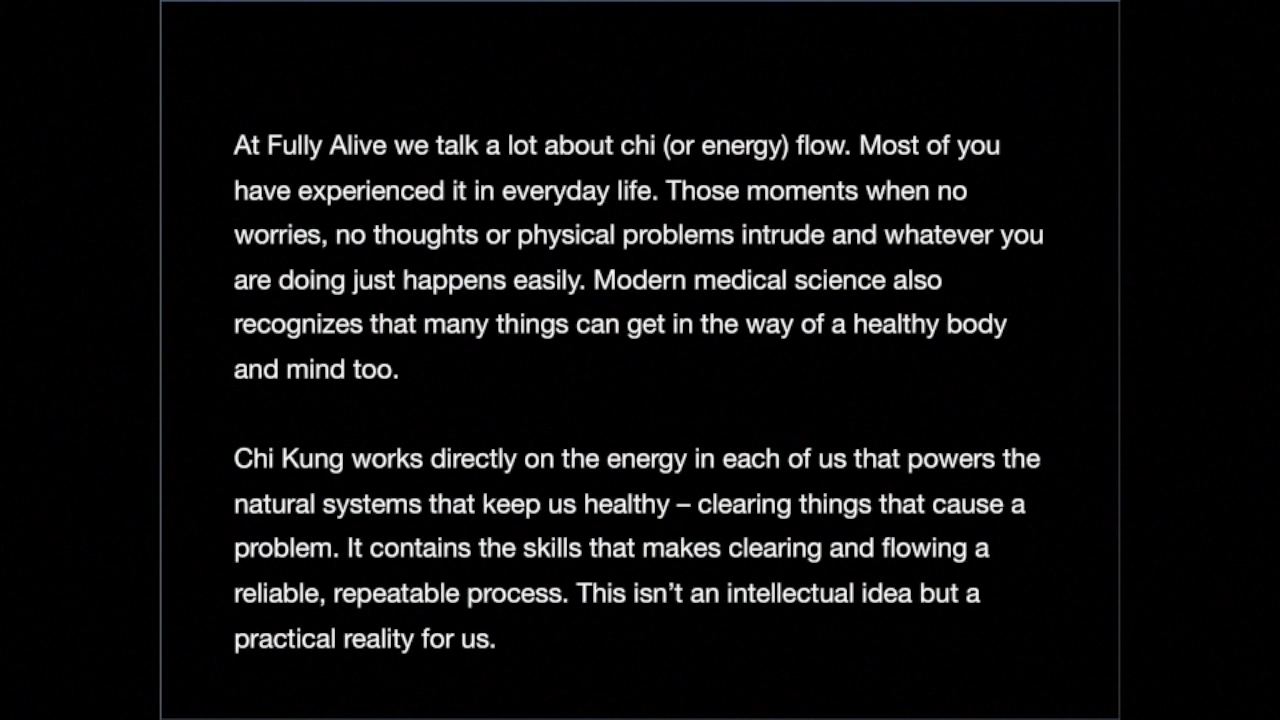 At Fully Alive we talk a lot about chi (or energy) flow. Most of you
have experienced it in everyday life. Those moments when no
worries, no thoughts or physical problems intrude and whatever you
are doing just happens easily. Modern medical science also
recognizes that many things can get in the way of a healthy body
and mind too.
Chi Kung works directly on the energy in each of us that powers the
natural systems that keep us healthy – clearing things that cause a
problem. It contains the skills that makes clearing and flowing a
reliable, repeatable process. This isn’t an intellectual idea but a
practical reality for us.